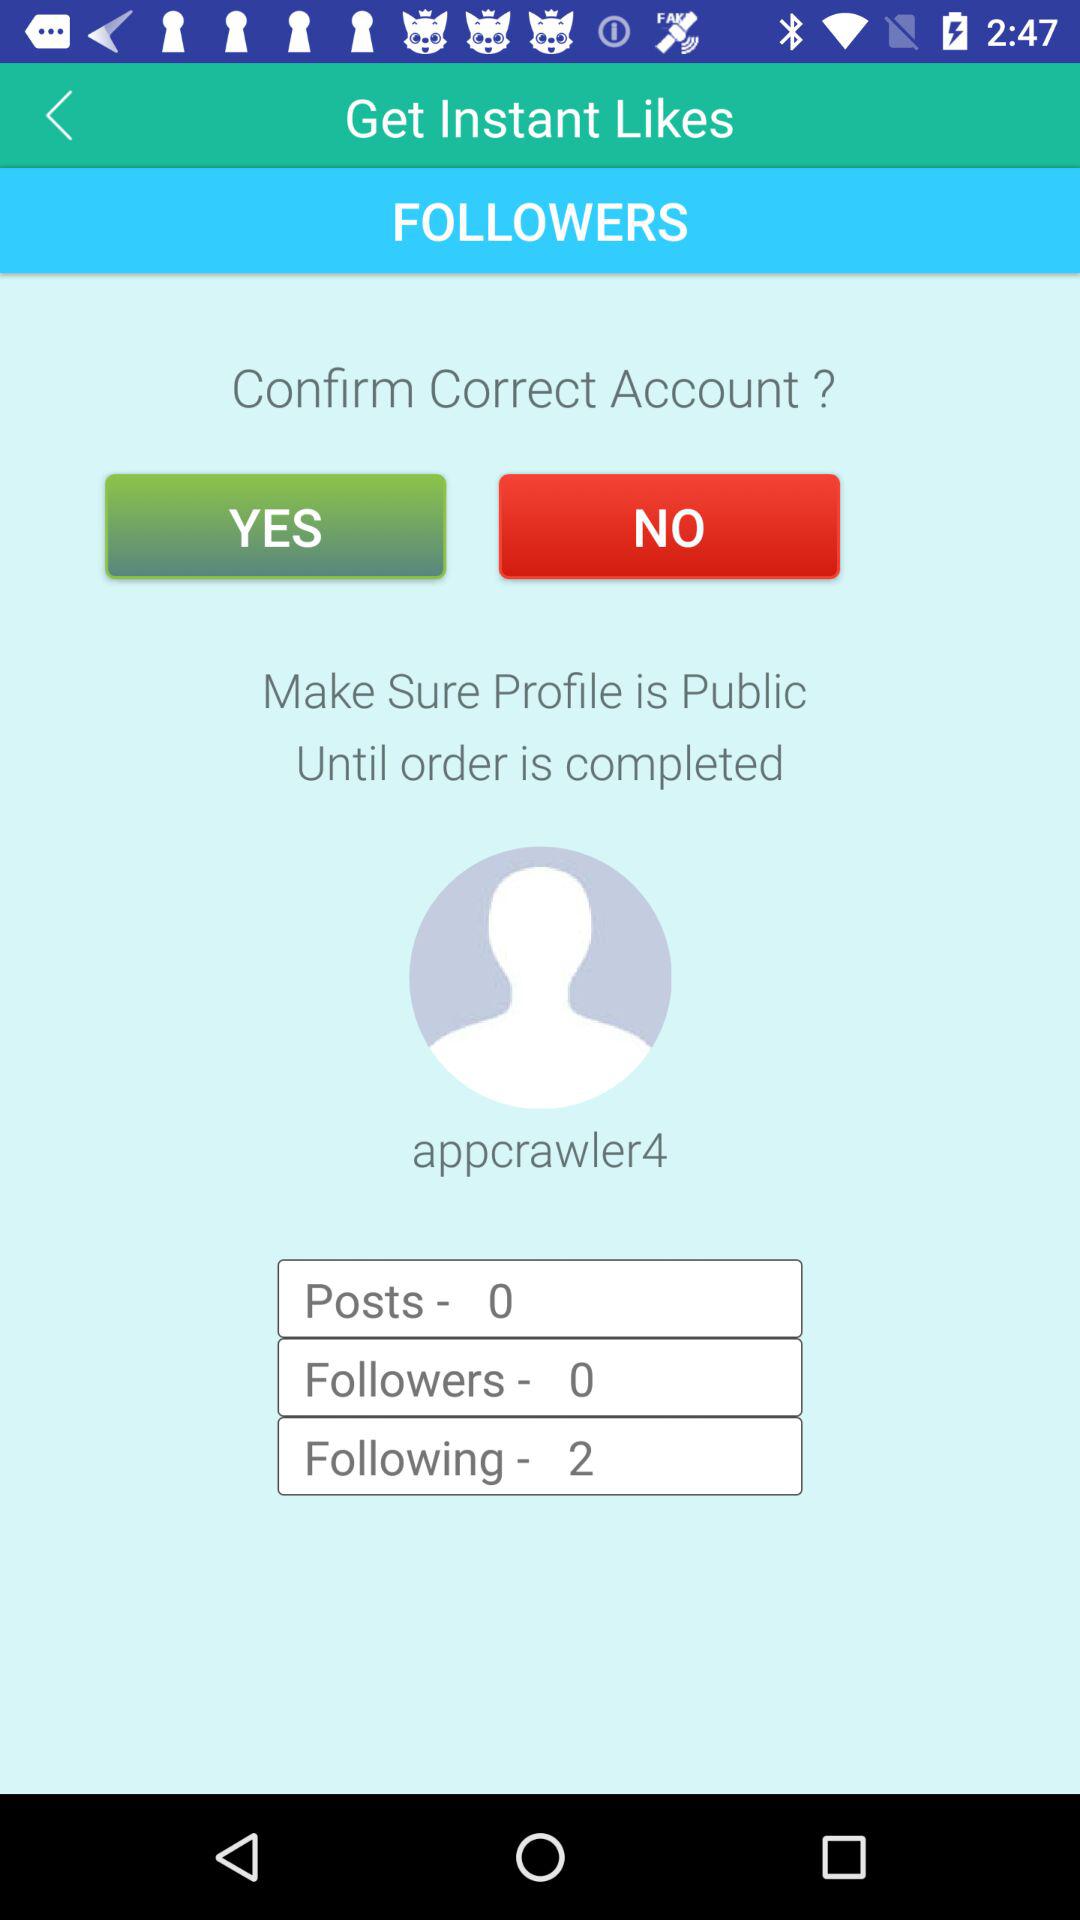 FAKE
2:47
Get Instant Likes
FOLLOWERS
Confirm Correct Account ?
YES
NO
Make Sure Profile is Public
Until order is completed
appcrawler4
Posts - 0
Followers - 0
Following - 2